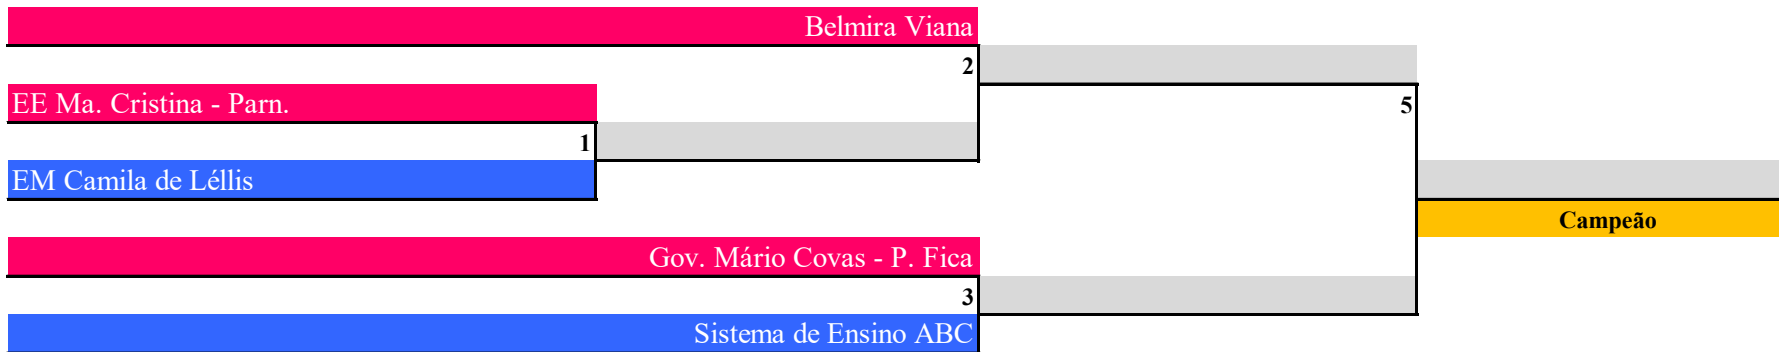 Belmira Viana
2
EE Ma. Cristina - Parn.
5
1
EM Camila de Léllis
Campeão
Gov. Mário Covas - P. Fica
3
Sistema de Ensino ABC